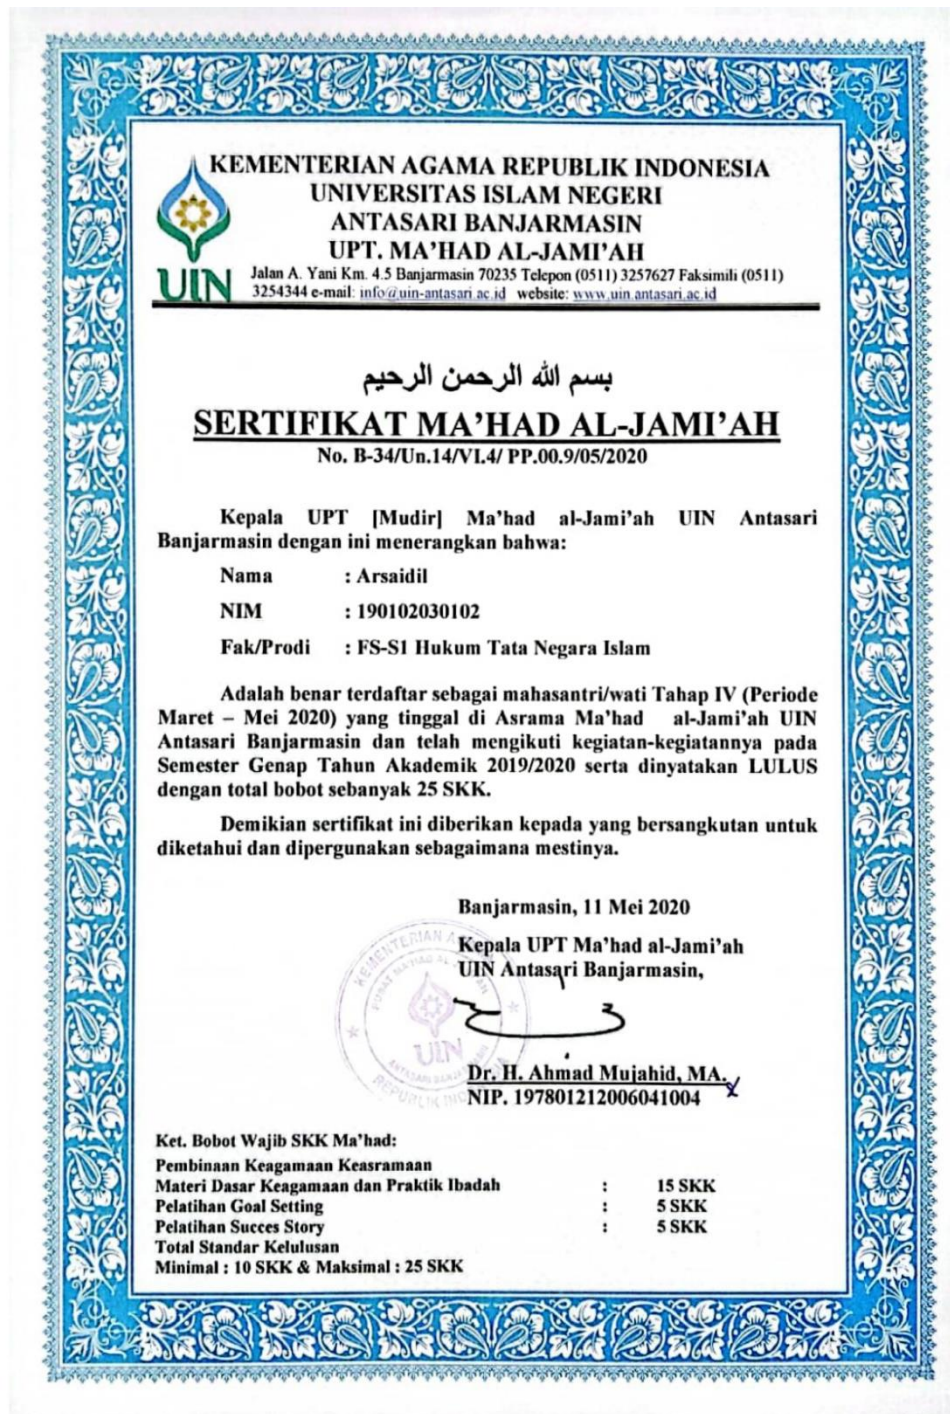 KEMENTERIAN AGAMA REPUBLIK INDONESIA
UNIVERSITAS ISLAM NEGERI
ANTASARI BANJARMASIN
UPT. MA'HAD AL-JAMI'AH
UIN
Jalan A. Yani Km. 4.5 Banjarmasin 70235 Telepon (0511) 3257627 Faksimili (0511)
3254344 e-mail: info@uin-antasari.ac.id website: www.uin.antasari.ac.id
بسم الله الرحمن الرحيم
SERTIFIKAT MA'HAD AL-JAMI'AH
No. B-34/Un.14/VI.4/ PP.00.9/05/2020
Kepala UPT [Mudir] Ma'had al-Jami'ah UIN Antasari
Banjarmasin dengan ini menerangkan bahwa:
Nama : Arsaidil
NIM : 190102030102
Fak/Prodi : FS-S1 Hukum Tata Negara Islam
Adalah benar terdaftar sebagai mahasantri/wati Tahap IV (Periode
Maret – Mei 2020) yang tinggal di Asrama Ma'had al-Jami'ah UIN
Antasari Banjarmasin dan telah mengikuti kegiatan-kegiatannya pada
Semester Genap Tahun Akademik 2019/2020 serta dinyatakan LULUS
dengan total bobot sebanyak 25 SKK.
Demikian sertifikat ini diberikan kepada yang bersangkutan untuk
diketahui dan dipergunakan sebagaimana mestinya.
Banjarmasin, 11 Mei 2020
Kepala UPT Ma'had al-Jami'ah
UIN Antasari Banjarmasin,
KEMENTERIAN
UIN
REPUBLIK
Dr. H. Ahmad Mujahid, MA.
NIP. 197801212006041004
Ket. Bobot Wajib SKK Ma'had:
Pembinaan Keagamaan Keasramaan
Materi Dasar Keagamaan dan Praktik Ibadah : 15 SKK
Pelatihan Goal Setting : 5 SKK
Pelatihan Succes Story : 5 SKK
Total Standar Kelulusan
Minimal : 10 SKK & Maksimal : 25 SKK